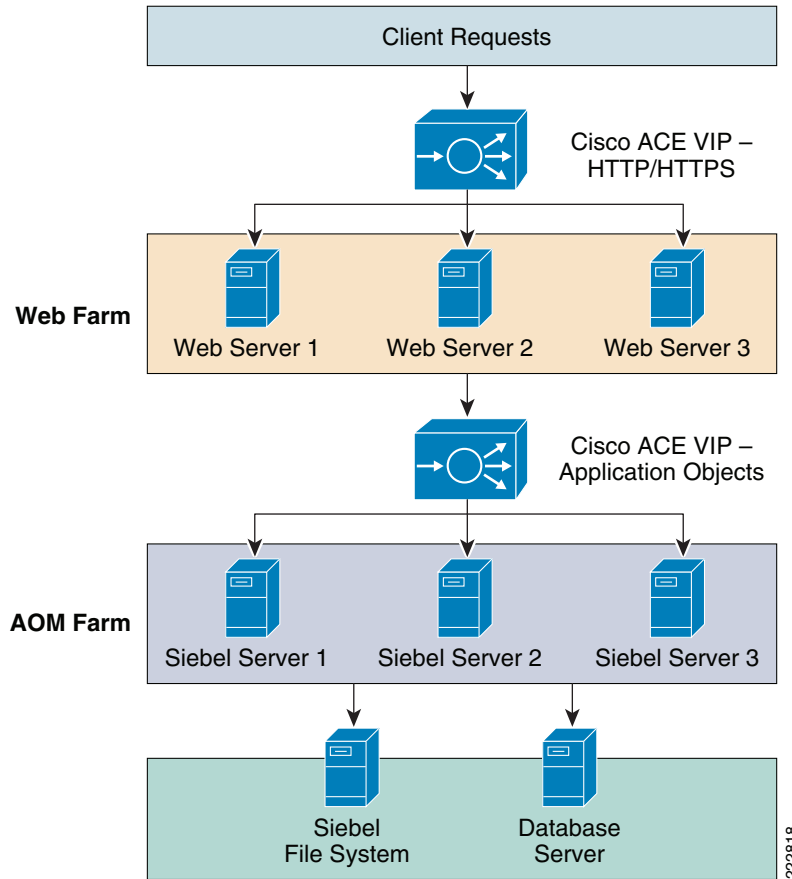 Client Requests
Cisco ACE VIP –
HTTP/HTTPS
Web Farm
Web Server 1
Web Server 2
Web Server 3
Cisco ACE VIP –
Application Objects
AOM Farm
Siebel Server 1
Siebel Server 2
Siebel Server 3
Siebel
File System
Database
Server
222818